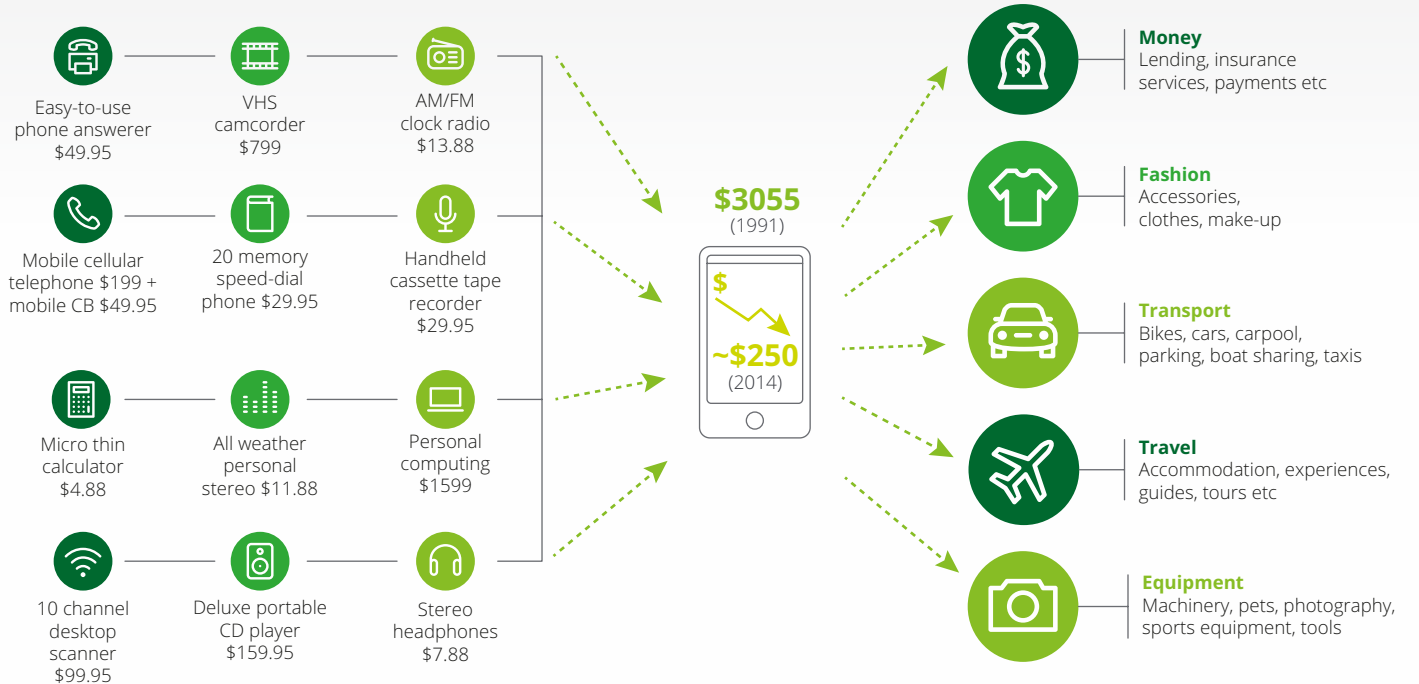 Easy-to-use
phone answerer
$49.95
VHS
camcorder
$799
AM/FM
clock radio
$13.88
Mobile cellular
telephone $199 +
mobile CB $49.95
20 memory
speed-dial
phone $29.95
Handheld
cassette tape
recorder
$29.95
Micro thin
calculator
$4.88
All weather
personal
stereo $11.88
Personal
computing
$1599
10 channel
desktop
scanner
$99.95
Deluxe portable
CD player
$159.95
Stereo
headphones
$7.88
$3055
(1991)
$
~$250
(2014)
$
Money
Lending, insurance
services, payments etc
Fashion
Accessories,
clothes, make-up
Transport
Bikes, cars, carpool,
parking, boat sharing, taxis
Travel
Accommodation, experiences,
guides, tours etc
Equipment
Machinery, pets, photography,
sports equipment, tools